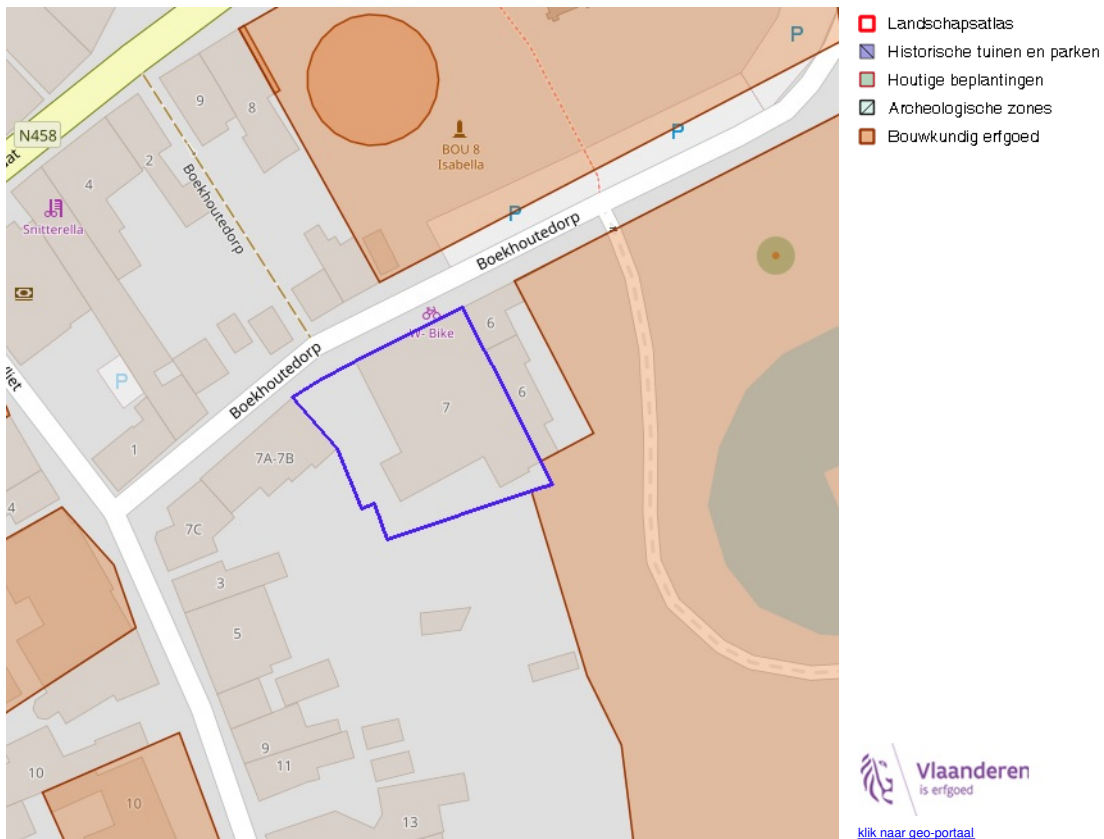 Landschapsatlas
Historische tuinen en parken
Houtige beplantingen
Archeologische zones
Bouwkundig erfgoed
P
9
8
N458
BOU 8
Isabella
P
2
4
Boekhoutedorp
Snitterella
P
Boekhoutedorp
6
P
Boekhoutedorp
6
7
1
7A-7B
4
7C
3
5
9
11
10
10
13
Vlaanderen
is erfgoed
klik naar geo-portaal